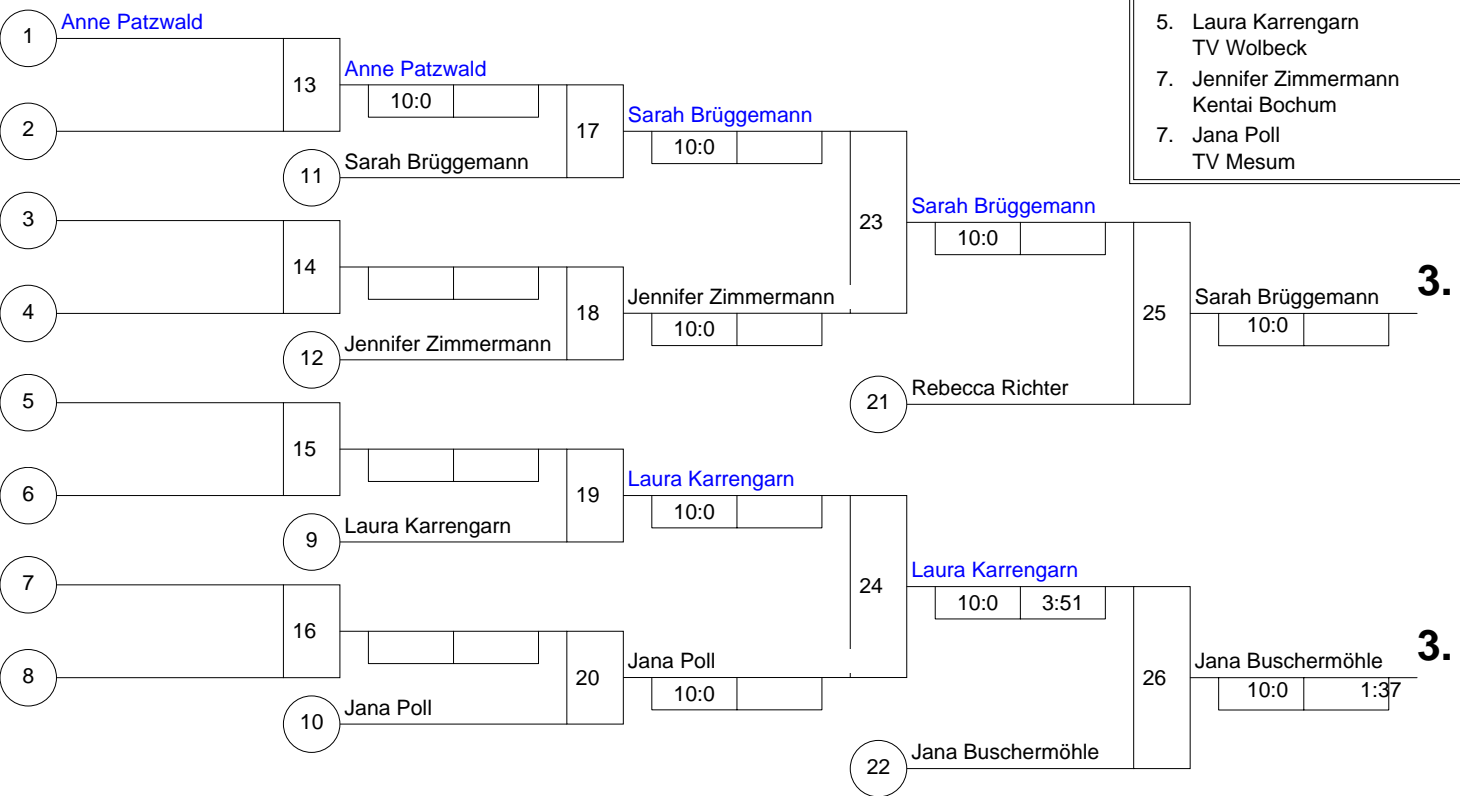 1 Anne Patzwald
2
13
Anne Patzwald
10:0
11 Sarah Brüggemann
17
Sarah Brüggemann
10:0
3
4
14
12 Jennifer Zimmermann
18
Jennifer Zimmermann
10:0
23
Sarah Brüggemann
10:0
21 Rebecca Richter
25
Sarah Brüggemann
10:0
3.
5
6
15
9 Laura Karrengarn
19
Laura Karrengarn
10:0
7
8
16
10 Jana Poll
20
Jana Poll
10:0
24
Laura Karrengarn
10:0 3:51
22 Jana Buschermöhle
26
Jana Buschermöhle
10:0 1:37
3.
5. Laura Karrengarn
TV Wolbeck
7. Jennifer Zimmermann
Kentai Bochum
7. Jana Poll
TV Mesum